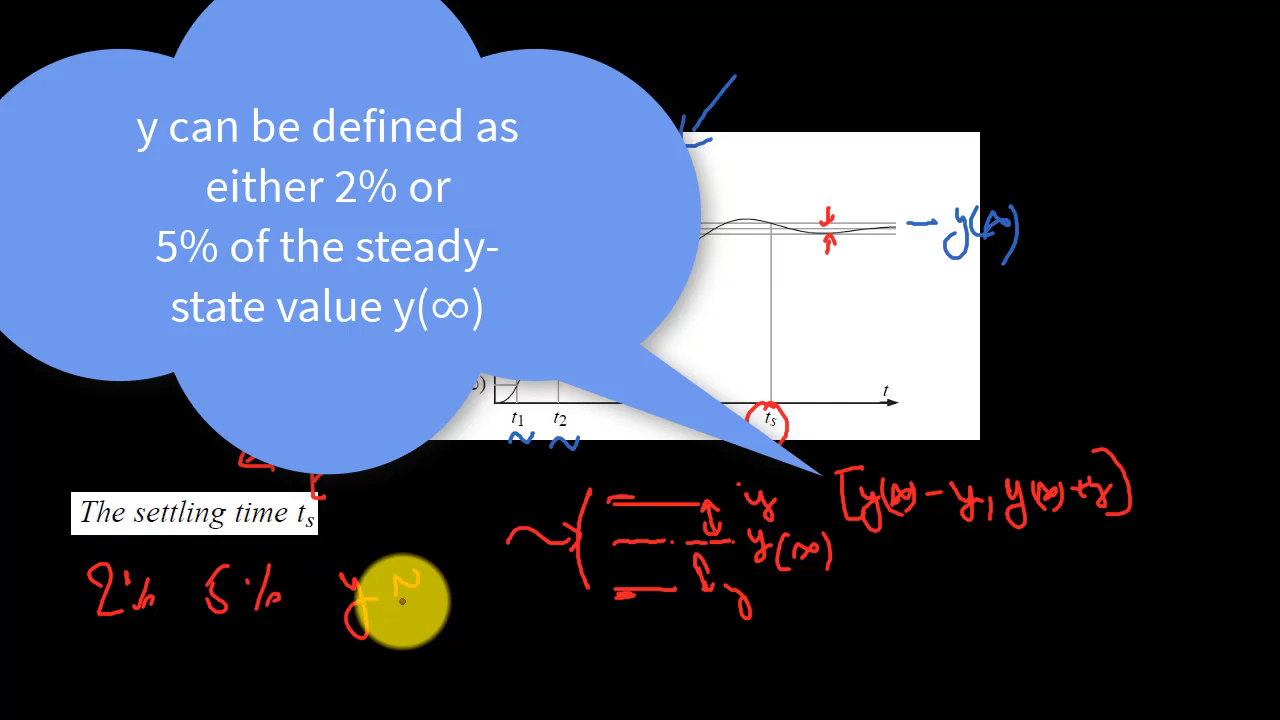 y can be defined as
either 2% or
5% of the steady-
state value y(∞)
y(∞)
t
t1 t2 ts
[y(∞) - y, y(∞) + y]
y
y(∞)
y
The settling time ts
2% 5% y